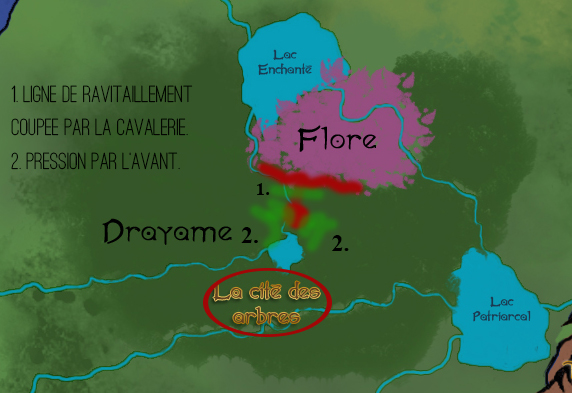 Lac
Enchanté
1. LIGNE DE RAVITAILLEMENT
COUPEE PAR LA CAVALERIE.
2. PRESSION PAR L'AVANT.
Flore
1.
Drayame 2.
2.
La cité des
arbres
Lac
Patriarcal